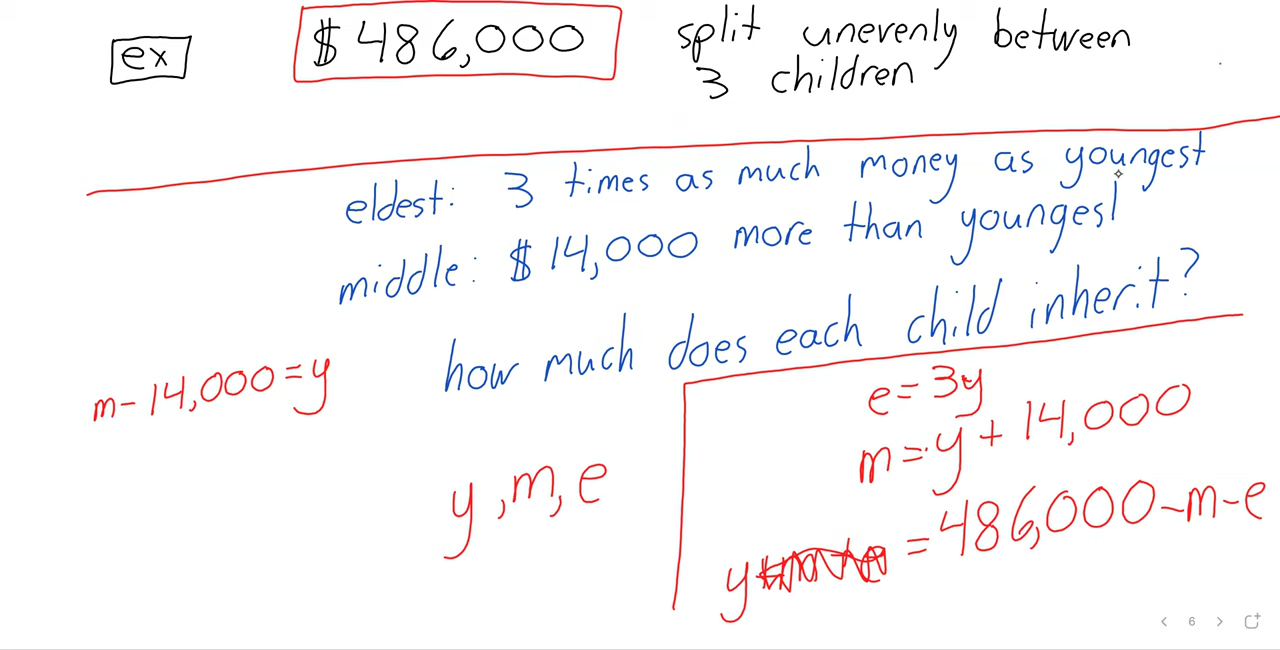 ex
$486,000
split unevenly between
3 children
eldest: 3 times as much money as youngest
middle: $14,000 more than youngest
how much does each child inherit?
m-14,000=y
y,m,e
e=3y
m=y+14,000
y =486,000-m-e
6